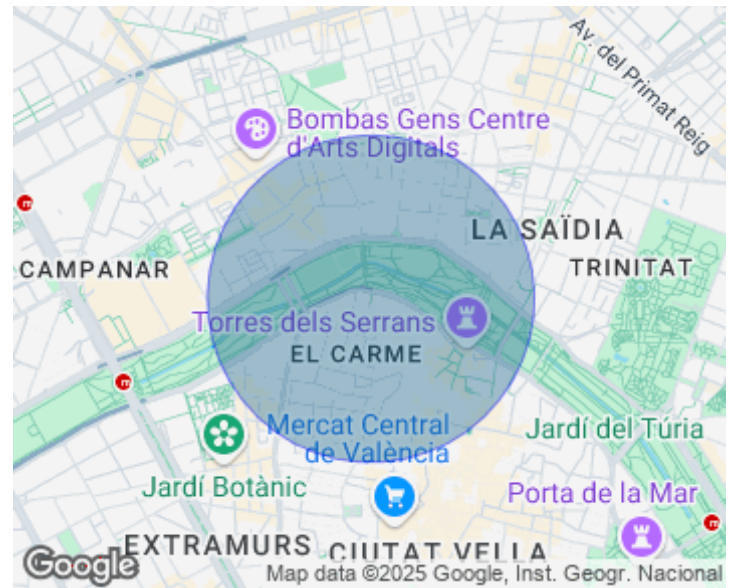 Av. del Primat Reig
Bombas Gens Centre
d'Arts Digitals
LA SAÏDIA
TRINITAT
CAMPANAR
Torres dels Serrans
EL CARME
Mercat Central
de València
Jardí del Túria
Jardí Botànic
Porta de la Mar
EXTRAMURS
CIUTAT VELLA
Google
Map data ©2025 Google, Inst. Geogr. Nacional